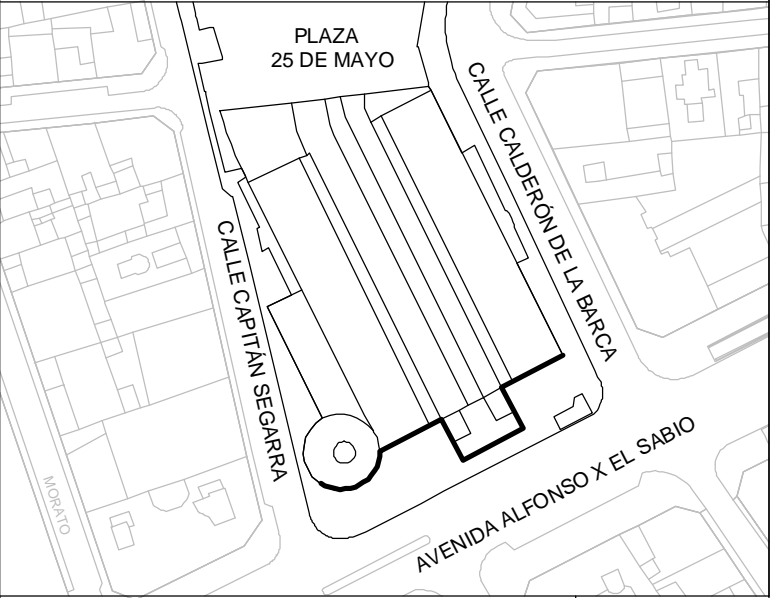 PLAZA
25 DE MAYO
CALLE CALDERÓN DE LA BARCA
CALLE CAPITÁN SEGARRA
MORATO
AVENIDA ALFONSO X EL SABIO